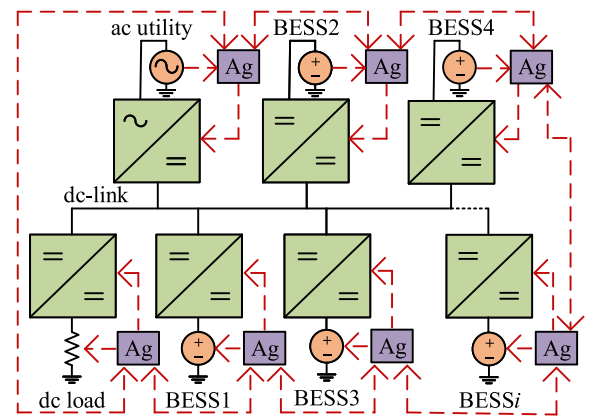 ac utility
BESS2
BESS4
Ag
Ag
Ag
dc-link
Ag
Ag
Ag
Ag
dc load
BESS1
BESS3
BESSi